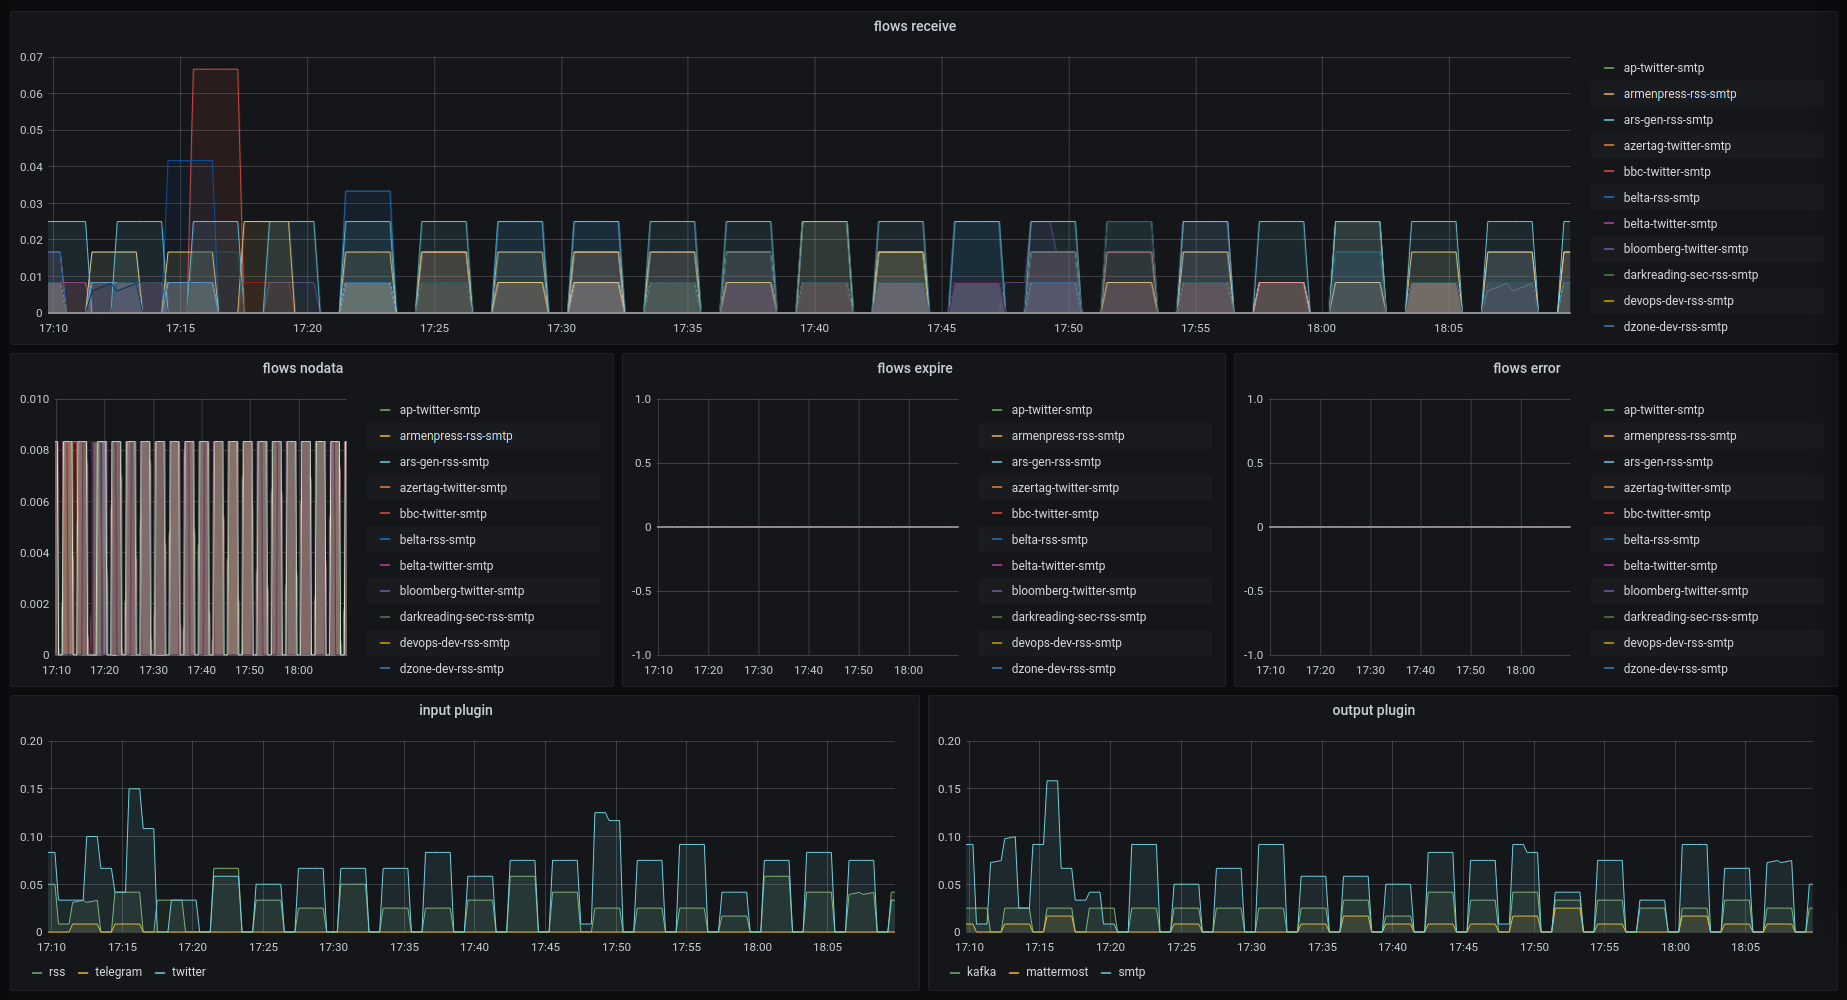 flows receive
0.07
0.06
0.05
0.04
0.03
0.02
0.01
0
17:10 17:15 17:20 17:25 17:30 17:35 17:40 17:45 17:50 17:55 18:00 18:05
ap-twitter-smtp
armenpress-rss-smtp
ars-gen-rss-smtp
azertag-twitter-smtp
bbc-twitter-smtp
belta-rss-smtp
belta-twitter-smtp
bloomberg-twitter-smtp
darkreading-sec-rss-smtp
devops-dev-rss-smtp
dzone-dev-rss-smtp
flows nodata
0.010
0.008
0.006
0.004
0.002
0
17:10 17:20 17:30 17:40 17:50 18:00
ap-twitter-smtp
armenpress-rss-smtp
ars-gen-rss-smtp
azertag-twitter-smtp
bbc-twitter-smtp
belta-rss-smtp
belta-twitter-smtp
bloomberg-twitter-smtp
darkreading-sec-rss-smtp
devops-dev-rss-smtp
dzone-dev-rss-smtp
flows expire
1.0
0.5
0
-0.5
-1.0
17:10 17:20 17:30 17:40 17:50 18:00
ap-twitter-smtp
armenpress-rss-smtp
ars-gen-rss-smtp
azertag-twitter-smtp
bbc-twitter-smtp
belta-rss-smtp
belta-twitter-smtp
bloomberg-twitter-smtp
darkreading-sec-rss-smtp
devops-dev-rss-smtp
dzone-dev-rss-smtp
flows error
1.0
0.5
0
-0.5
-1.0
17:10 17:20 17:30 17:40 17:50 18:00
ap-twitter-smtp
armenpress-rss-smtp
ars-gen-rss-smtp
azertag-twitter-smtp
bbc-twitter-smtp
belta-rss-smtp
belta-twitter-smtp
bloomberg-twitter-smtp
darkreading-sec-rss-smtp
devops-dev-rss-smtp
dzone-dev-rss-smtp
input plugin
0.20
0.15
0.10
0.05
0
17:10 17:15 17:20 17:25 17:30 17:35 17:40 17:45 17:50 17:55 18:00 18:05
rss telegram twitter
output plugin
0.20
0.15
0.10
0.05
0
17:10 17:15 17:20 17:25 17:30 17:35 17:40 17:45 17:50 17:55 18:00 18:05
kafka mattermost smtp